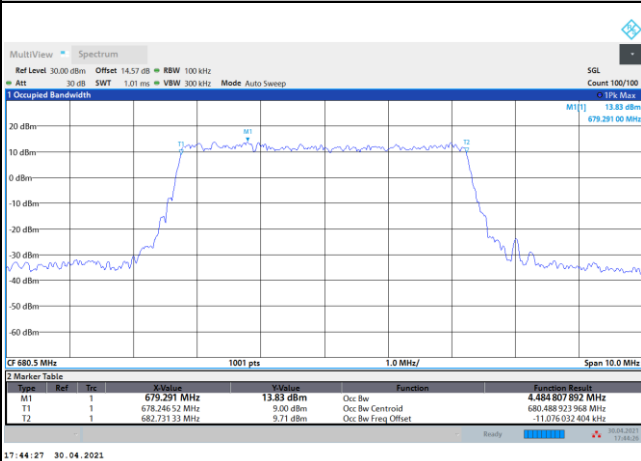 MultiView Spectrum
Ref Level 30.00 dBm Offset 14.57 dB RBW 100 kHz SGL
Att 30 dB SWT 1.01 ms VBW 300 kHz Mode Auto Sweep Count 100/100
1 Occupied Bandwidth 1Pk Max
M1[1] 13.83 dBm
679.291 00 MHz
20 dBm
M1
T1
T2
10 dBm
0 dBm
-10 dBm
-20 dBm
-30 dBm
-40 dBm
-50 dBm
-60 dBm
CF 680.5 MHz 1001 pts 1.0 MHz/ Span 10.0 MHz
2 Marker Table
Type Ref Trc X-Value Y-Value Function Function Result
M1 1 679.291 MHz 13.83 dBm Occ Bw 4.484 807 892 MHz
T1 1 678.246 52 MHz 9.00 dBm Occ Bw Centroid 680.488 923 968 MHz
T2 1 682.731 33 MHz 9.71 dBm Occ Bw Freq Offset -11.076 032 404 kHz
Ready 30.04.2021
17:44:26
17:44:27 30.04.2021